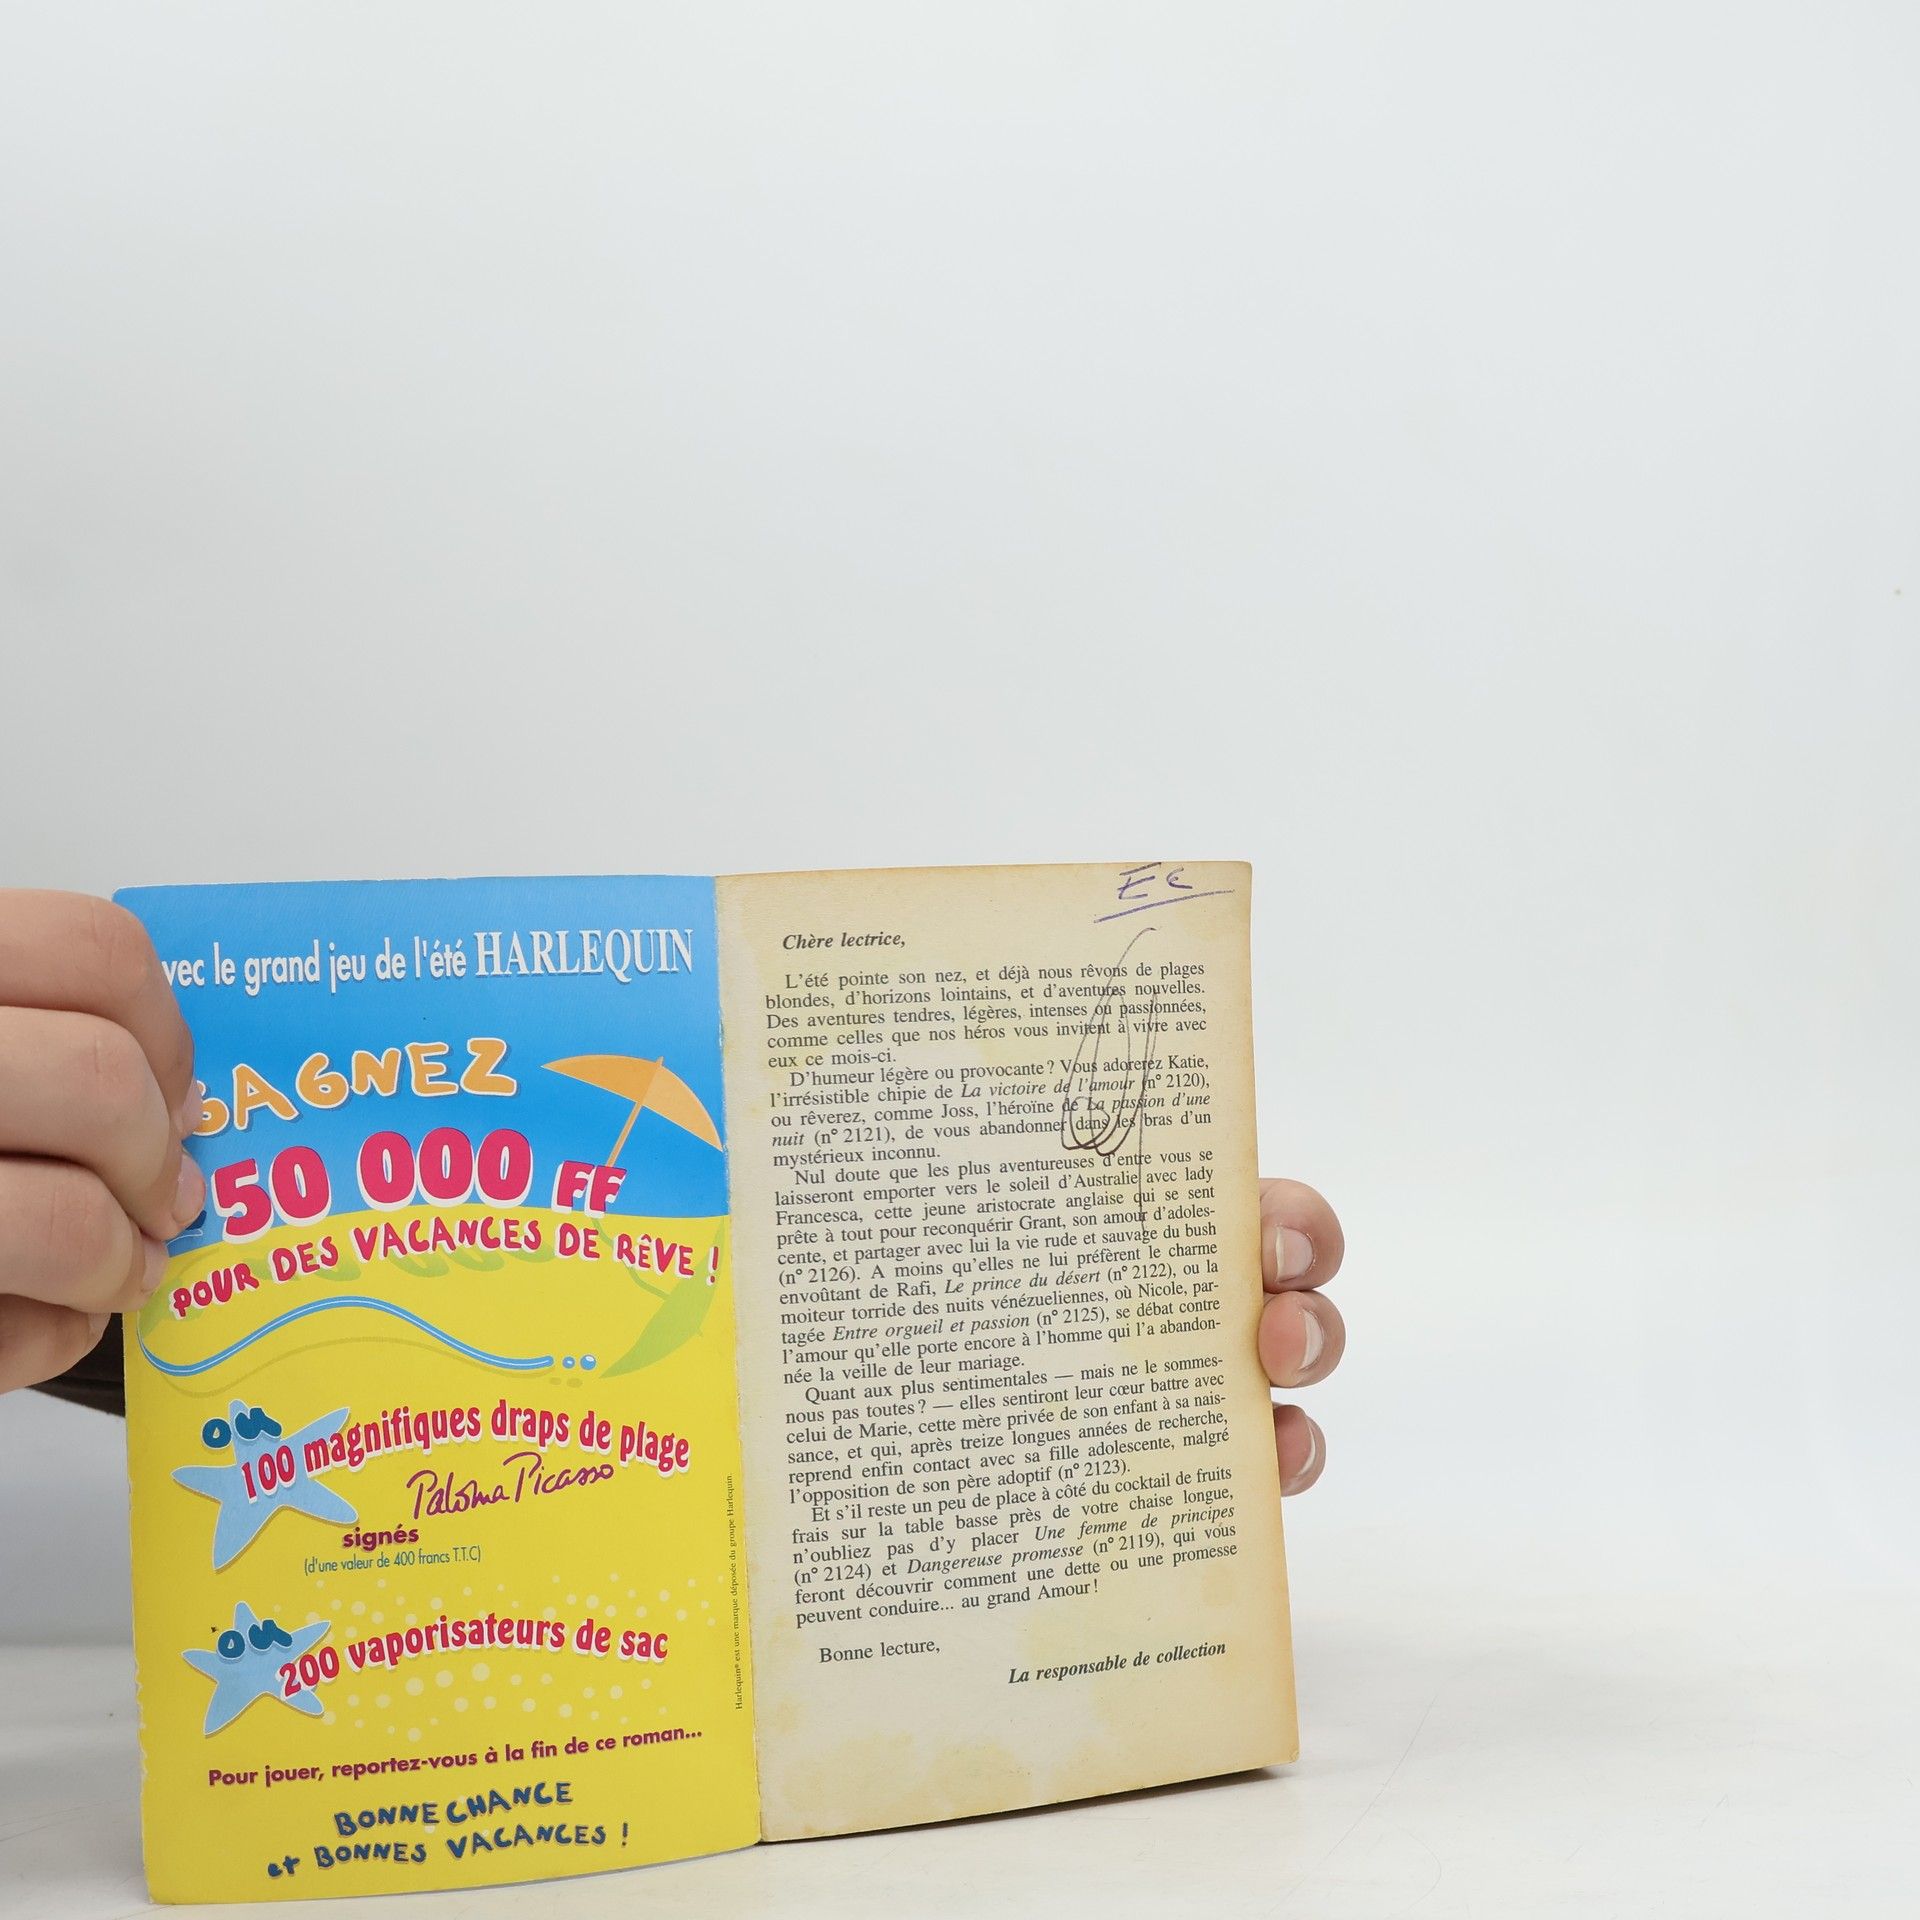 vec le grand jeu de l'été HARLEQUIN
GAGNEZ
50 000 FF
POUR DES VACANCES DE RÊVE !
ou
100 magnifiques draps de plage
Paloma Picasso
signés
(d'une valeur de 400 francs T.T.C)
ou
200 vaporisateurs de sac
Pour jouer, reportez-vous à la fin de ce roman...
BONNE CHANCE
et BONNES VACANCES !
Harlequin® est une marque déposée du groupe Harlequin.
Chère lectrice,
L'été pointe son nez, et déjà nous rêvons de plages
blondes, d'horizons lointains, et d'aventures nouvelles.
Des aventures tendres, légères, intenses ou passionnées,
comme celles que nos héros vous invitent à vivre avec
eux ce mois-ci.
D'humeur légère ou provocante ? Vous adorerez Katie,
l'irrésistible chipie de La victoire de l'amour (n° 2120),
ou rêverez, comme Joss, l'héroïne de La passion d'une
nuit (n° 2121), de vous abandonner dans les bras d'un
mystérieux inconnu.
Nul doute que les plus aventureuses d'entre vous se
laisseront emporter vers le soleil d'Australie avec lady
Francesca, cette jeune aristocrate anglaise qui se sent
prête à tout pour reconquérir Grant, son amour d'adoles-
cente, et partager avec lui la vie rude et sauvage du bush
(n° 2126). A moins qu'elles ne lui préfèrent le charme
envoûtant de Rafi, Le prince du désert (n° 2122), ou la
moiteur torride des nuits vénézueliennes, où Nicole, par-
tagée Entre orgueil et passion (n° 2125), se débat contre
l'amour qu'elle porte encore à l'homme qui l'a abandon-
née la veille de leur mariage.
Quant aux plus sentimentales — mais ne le sommes-
nous pas toutes ? — elles sentiront leur cœur battre avec
celui de Marie, cette mère privée de son enfant à sa nais-
sance, et qui, après treize longues années de recherche,
reprend enfin contact avec sa fille adolescente, malgré
l'opposition de son père adoptif (n° 2123).
Et s'il reste un peu de place à côté du cocktail de fruits
frais sur la table basse près de votre chaise longue,
n'oubliez pas d'y placer Une femme de principes
(n° 2124) et Dangereuse promesse (n° 2119), qui vous
feront découvrir comment une dette ou une promesse
peuvent conduire... au grand Amour !
Bonne lecture,
La responsable de collection